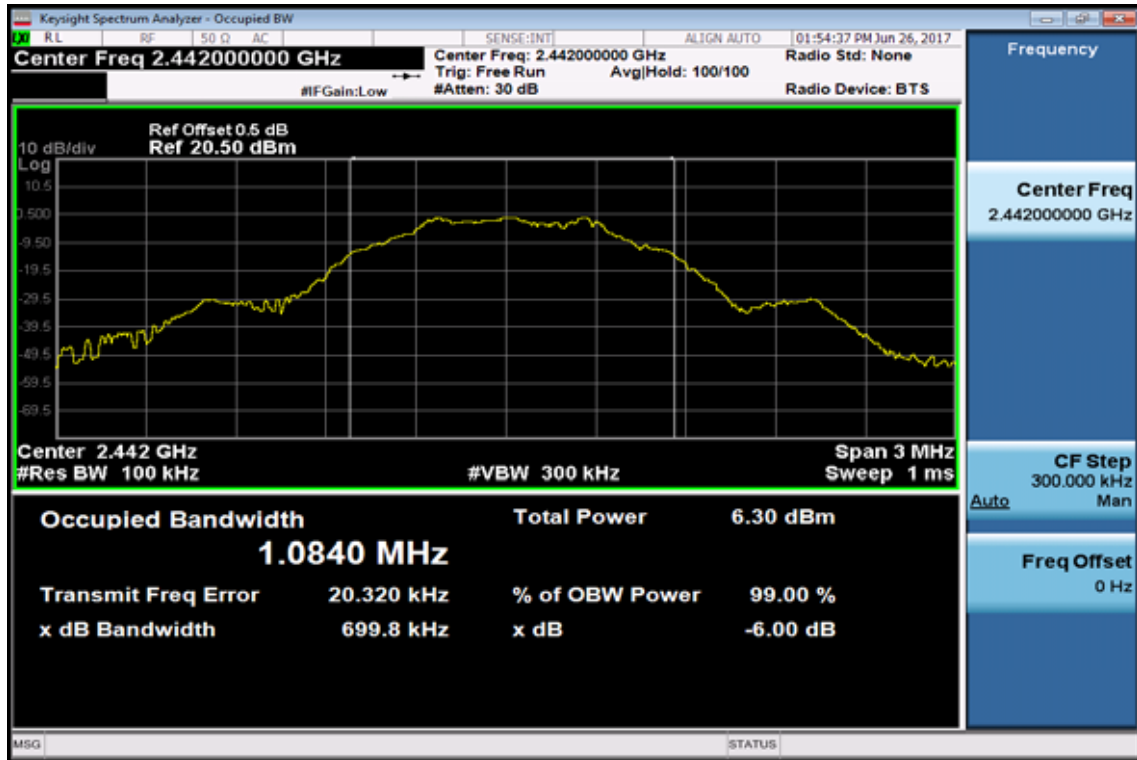 Keysight Spectrum Analyzer - Occupied BW
RL RF 50 Ω AC SENSE:INT ALIGN AUTO 01:54:37 PM Jun 26, 2017
Center Freq 2.442000000 GHz
Center Freq: 2.442000000 GHz Radio Std: None
Trig: Free Run Avg|Hold: 100/100
#IFGain:Low #Atten: 30 dB Radio Device: BTS
Frequency
Ref Offset 0.5 dB
10 dB/div Ref 20.50 dBm
Log
10.5
0.500
-9.50
-19.5
-29.5
-39.5
-49.5
-59.5
-69.5
Center 2.442 GHz Span 3 MHz
#Res BW 100 kHz #VBW 300 kHz Sweep 1 ms
Center Freq
2.442000000 GHz
CF Step
300.000 kHz
Auto Man
Freq Offset
0 Hz
Occupied Bandwidth Total Power 6.30 dBm
1.0840 MHz
Transmit Freq Error 20.320 kHz % of OBW Power 99.00 %
x dB Bandwidth 699.8 kHz x dB -6.00 dB
MSG STATUS